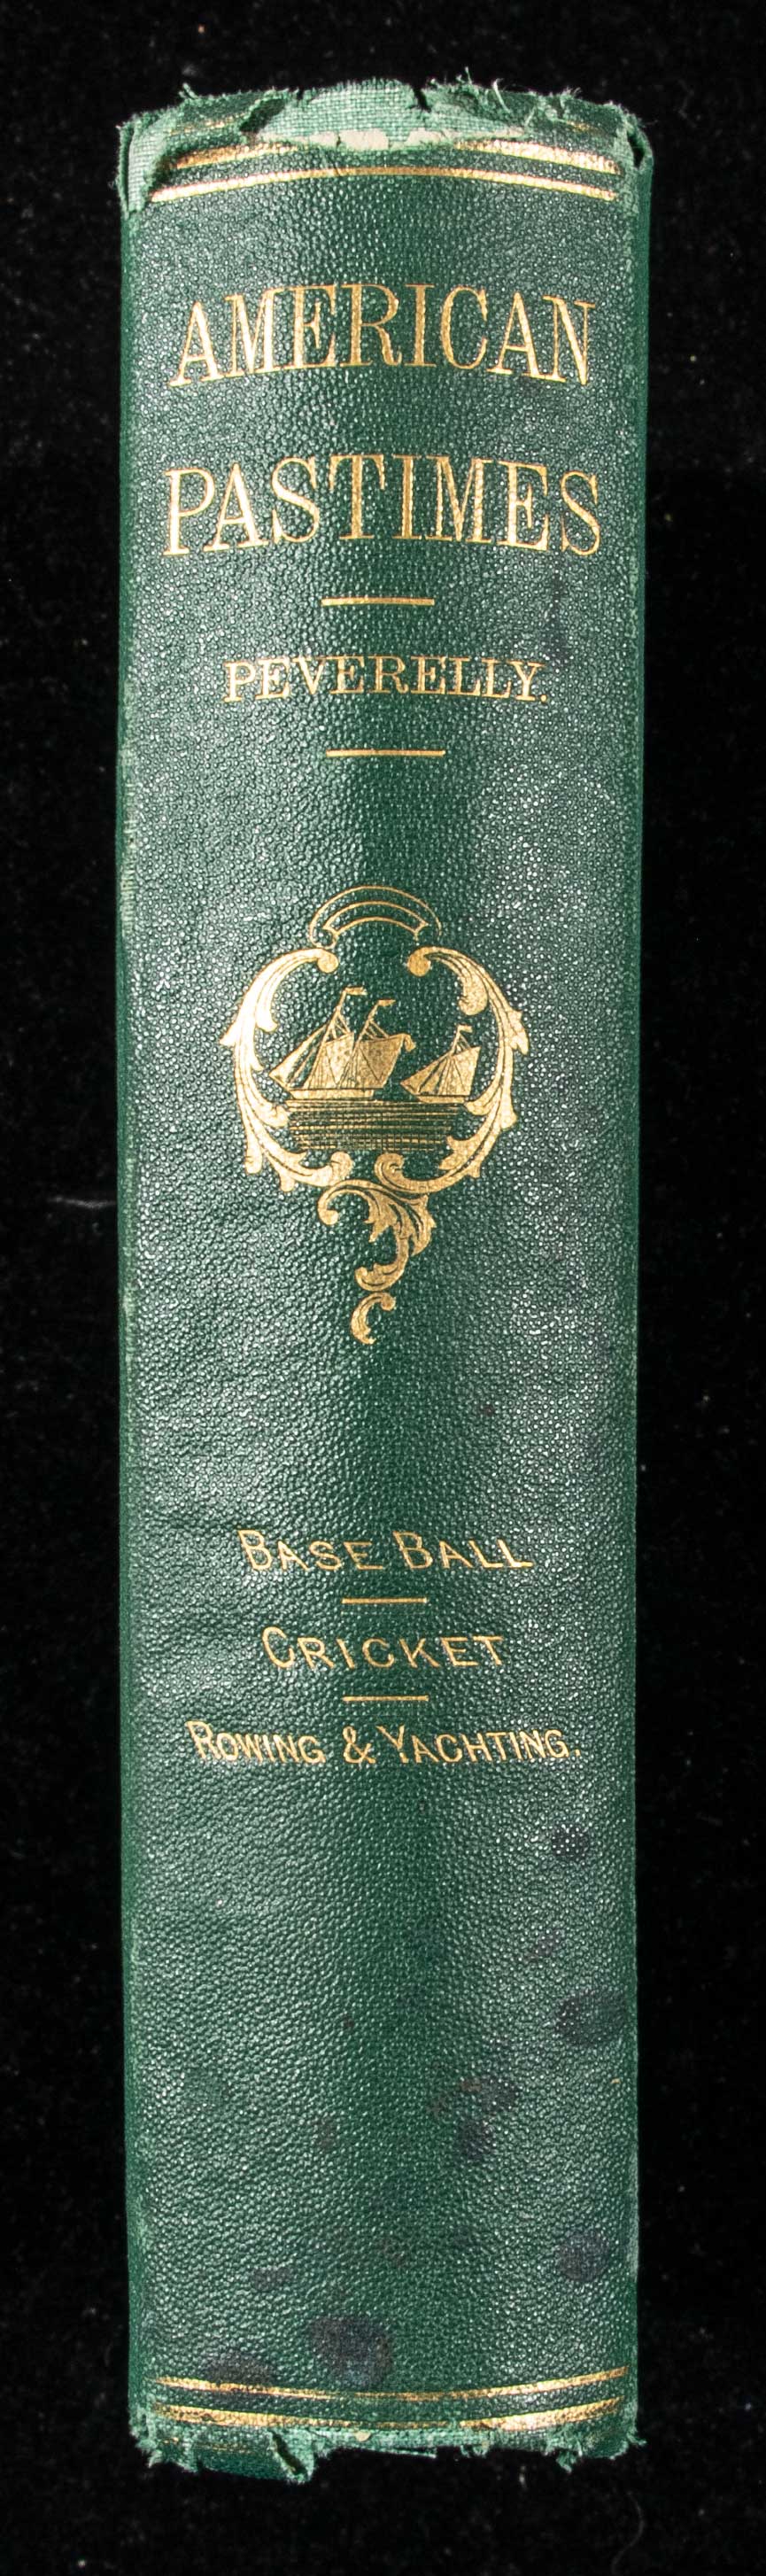 AMERICAN
PASTIMES
PEVERELLY.
BASE BALL
CRICKET
ROWING & YACHTING.